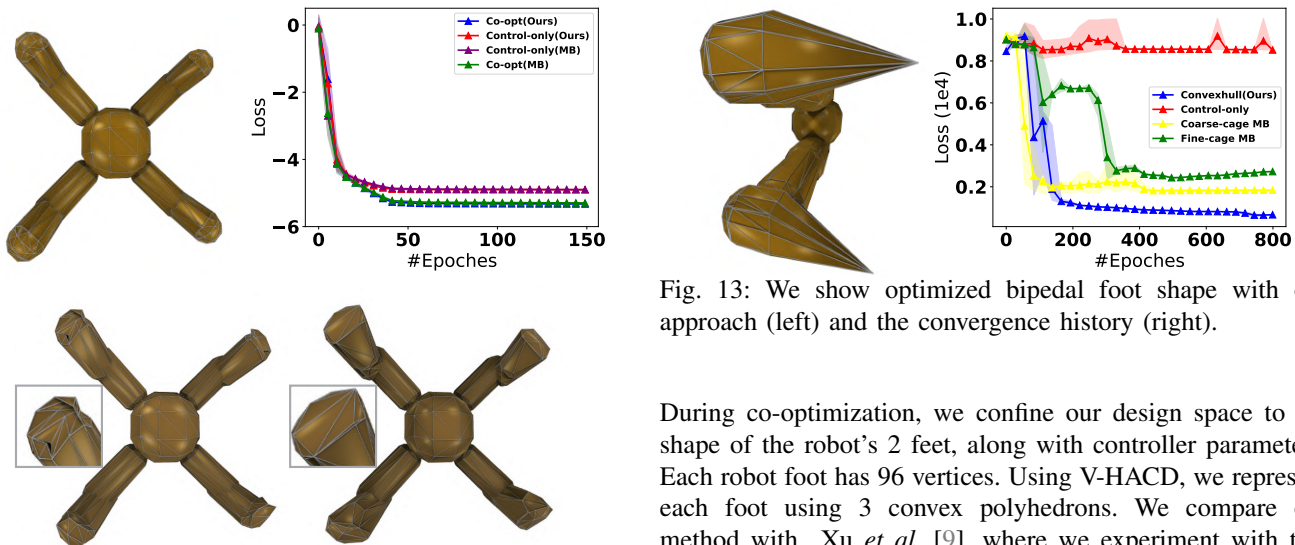 0
−2
−4
−6
Loss
0
50
100
150
#Epoches
Co-opt(Ours)
Control-only(Ours)
Control-only(MB)
Co-opt(MB)
1.0
0.8
0.6
0.4
0.2
Loss (1e4)
0
200
400
600
800
#Epoches
Convexhull(Ours)
Control-only
Coarse-cage MB
Fine-cage MB
Fig. 13: We show optimized bipedal foot shape with
approach (left) and the convergence history (right).
During co-optimization, we confine our design space to
shape of the robot's 2 feet, along with controller
Each robot foot has 96 vertices. Using V-HACD, we
each foot using 3 convex polyhedrons. We compare
method with Xu et al. [9], where we experiment with